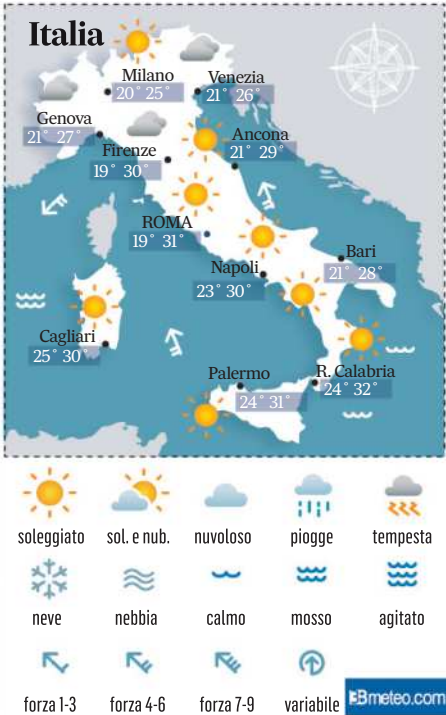 Italia
Milano
20° 25°
Venezia
21° 26°
Genova
21° 27°
Firenze
19° 30°
Ancona
21° 29°
ROMA
19° 31°
Napoli
23° 30°
Bari
21° 28°
Cagliari
25° 30°
Palermo
24° 31°
R. Calabria
24° 32°
soleggiato sol. e nub. nuvoloso piogge tempesta
neve nebbia calmo mosso agitato
forza 1-3 forza 4-6 forza 7-9 variabile
3Bmeteo.com